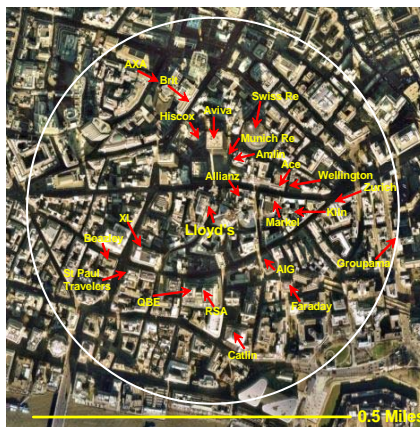 AXA
Brit
Swiss Re
Aviva
Hiscox
Munich Re
Amlin
Ace
Allianz
Wellington
Zurich
Markel
Kiln
Lloyd's
XL
Beazley
St Paul
Travelers
AIG
Groupama
QBE
RSA
Faraday
Catlin
0.5 Miles